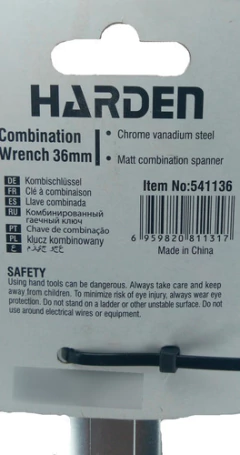 HARDEN
Combination
Wrench 36mm
• Chrome vanadium steel
• Matt combination spanner
DE Kombischlüssel
FR Clé à combinaison
ES Llave combinada
RU Комбинированный
гаечный ключ
PT Chave de combinação
PL klucz kombinowany
Item No:541136
6 959820 811317
Made in China
SAFETY
Using hand tools can be dangerous. Always take care and keep
away from children. To minimize risk of eye injury, always wear eye
protection. Do not stand on a ladder or other unstable surface. Do not
use around electrical wires or equipment.